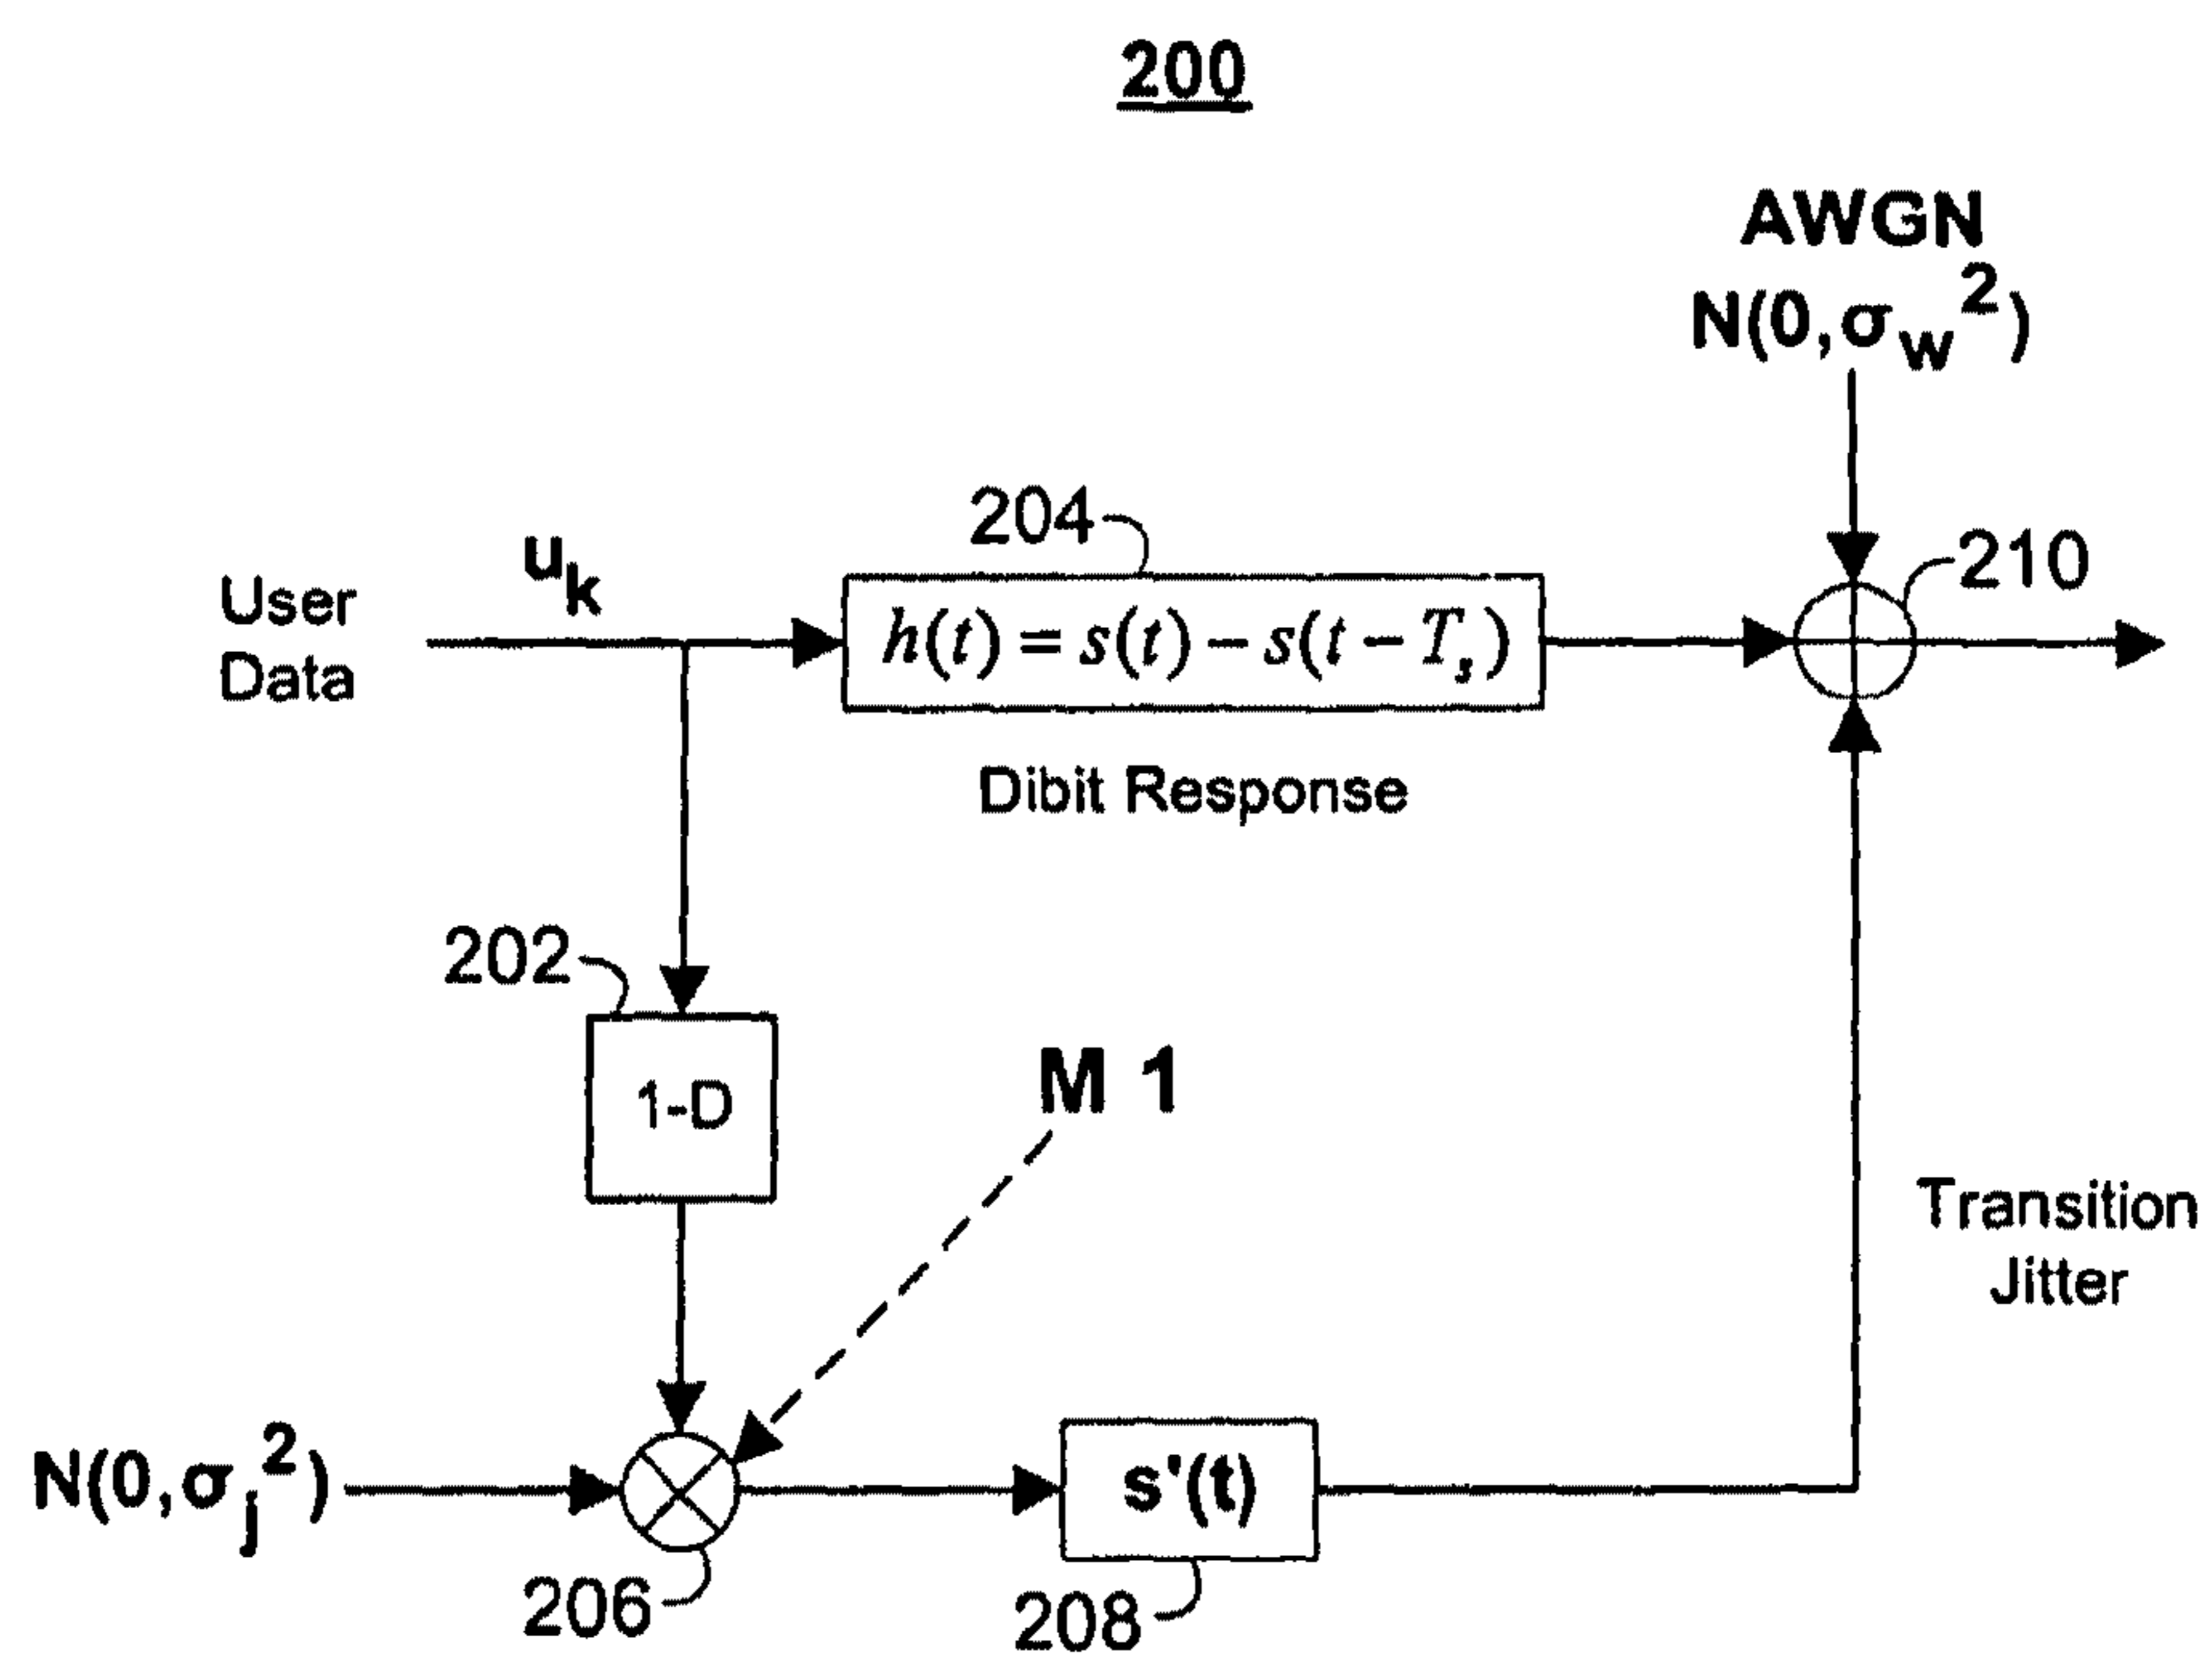 200
AWGN
N(0,σw²)
204
uk
User
Data
h(t) = s(t) – s(t – Ts)
210
Dibit Response
202
1-D
M 1
Transition
Jitter
N(0,σj²)
s'(t)
206
208